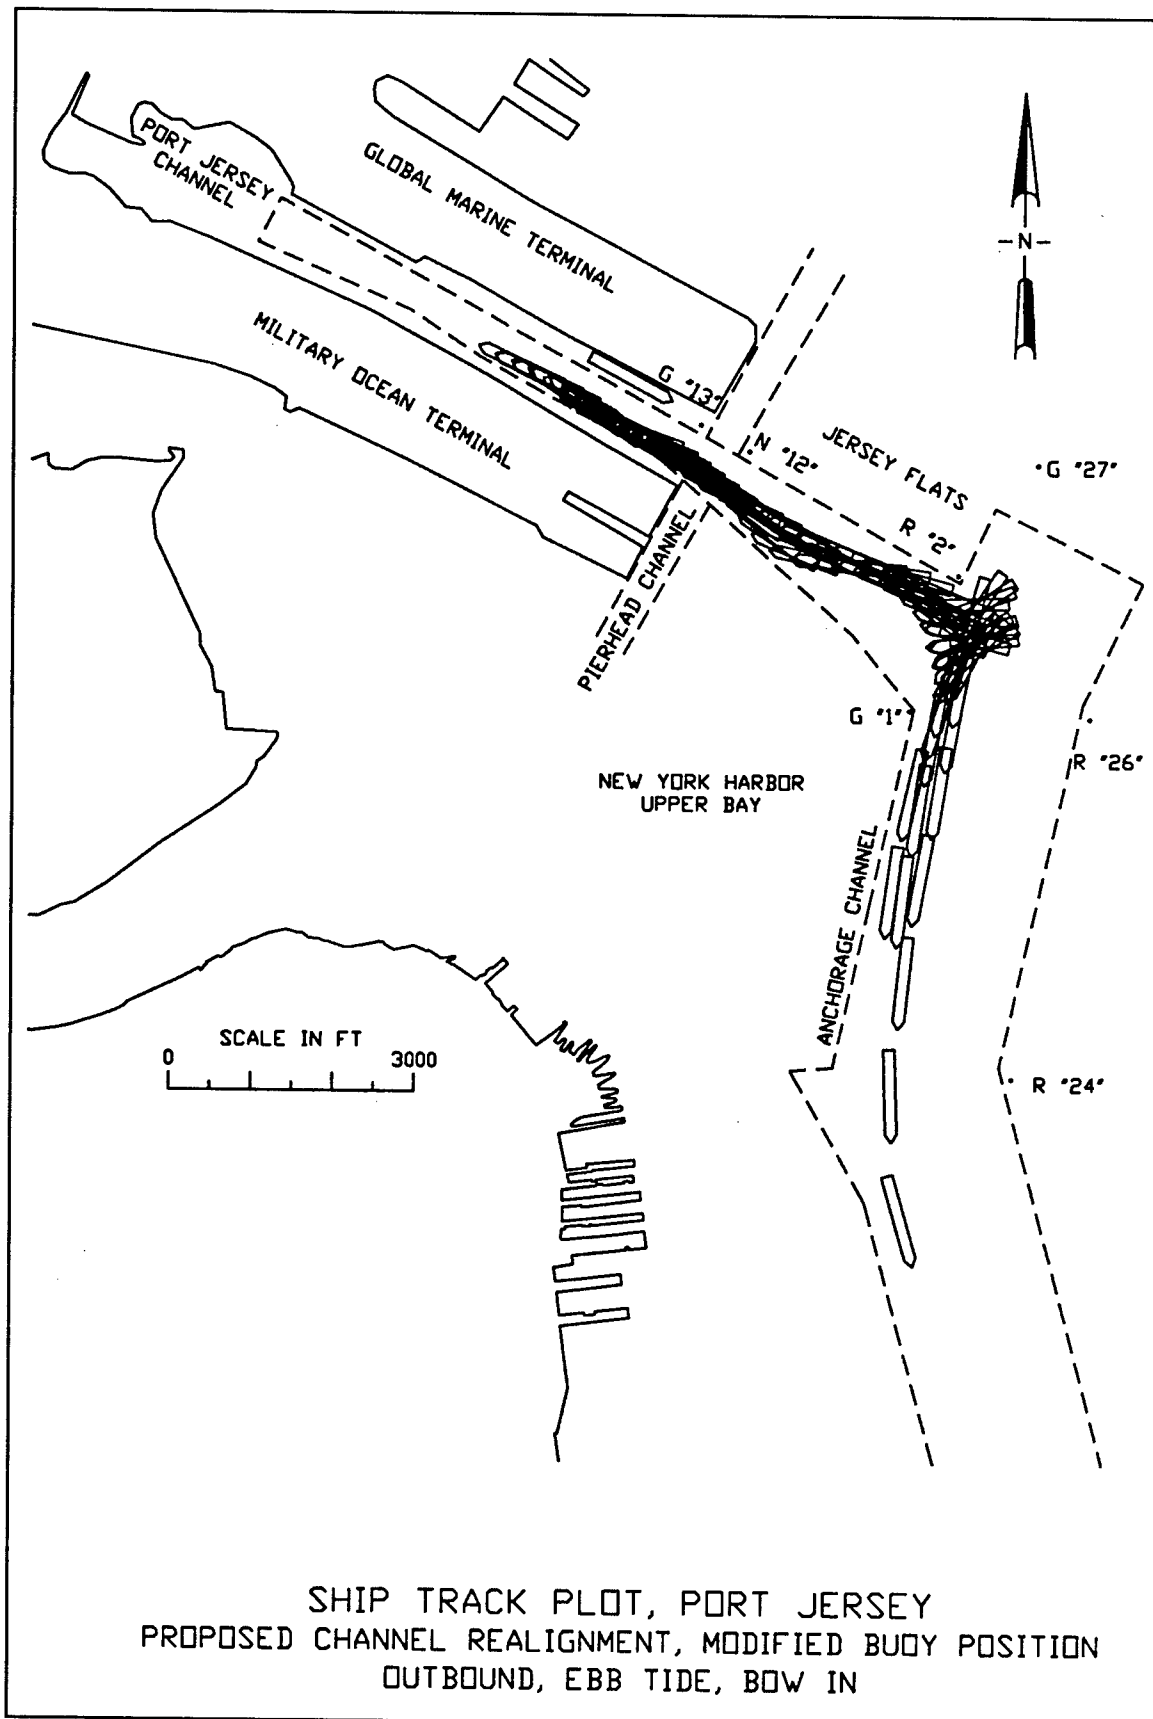 PORT JERSEY
CHANNEL
GLOBAL MARINE TERMINAL
-N-
MILITARY OCEAN TERMINAL
G "13"
N "12"
JERSEY FLATS
G "27"
R "2"
PIERHEAD CHANNEL
G "1"
R "26"
NEW YORK HARBOR
UPPER BAY
ANCHORAGE CHANNEL
SCALE IN FT
0 3000
R "24"
SHIP TRACK PLOT, PORT JERSEY
PROPOSED CHANNEL REALIGNMENT, MODIFIED BUOY POSITION
OUTBOUND, EBB TIDE, BOW IN